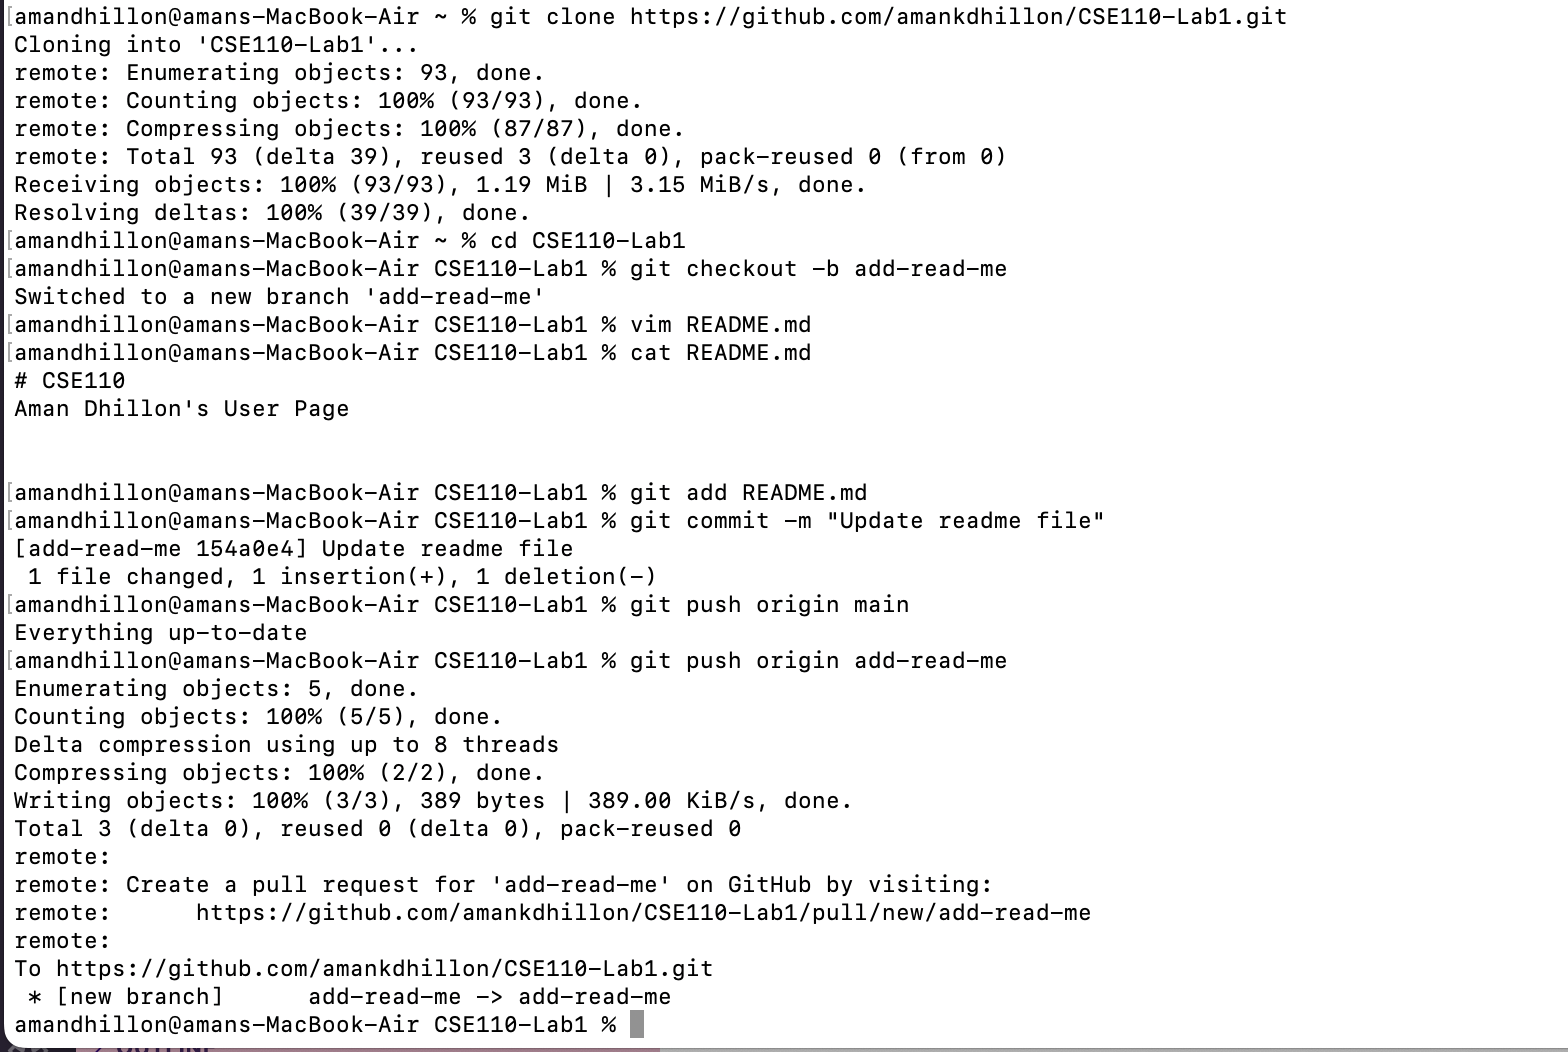 [amandhillon@amans-MacBook-Air ~ % git clone https://github.com/amankdhillon/CSE110-Lab1.git
Cloning into 'CSE110-Lab1'...
remote: Enumerating objects: 93, done.
remote: Counting objects: 100% (93/93), done.
remote: Compressing objects: 100% (87/87), done.
remote: Total 93 (delta 39), reused 3 (delta 0), pack-reused 0 (from 0)
Receiving objects: 100% (93/93), 1.19 MiB | 3.15 MiB/s, done.
Resolving deltas: 100% (39/39), done.
[amandhillon@amans-MacBook-Air ~ % cd CSE110-Lab1
[amandhillon@amans-MacBook-Air CSE110-Lab1 % git checkout -b add-read-me
Switched to a new branch 'add-read-me'
[amandhillon@amans-MacBook-Air CSE110-Lab1 % vim README.md
[amandhillon@amans-MacBook-Air CSE110-Lab1 % cat README.md
# CSE110
Aman Dhillon's User Page
[amandhillon@amans-MacBook-Air CSE110-Lab1 % git add README.md
[amandhillon@amans-MacBook-Air CSE110-Lab1 % git commit -m "Update readme file"
[add-read-me 154a0e4] Update readme file
 1 file changed, 1 insertion(+), 1 deletion(-)
[amandhillon@amans-MacBook-Air CSE110-Lab1 % git push origin main
Everything up-to-date
[amandhillon@amans-MacBook-Air CSE110-Lab1 % git push origin add-read-me
Enumerating objects: 5, done.
Counting objects: 100% (5/5), done.
Delta compression using up to 8 threads
Compressing objects: 100% (2/2), done.
Writing objects: 100% (3/3), 389 bytes | 389.00 KiB/s, done.
Total 3 (delta 0), reused 0 (delta 0), pack-reused 0
remote:
remote: Create a pull request for 'add-read-me' on GitHub by visiting:
remote:      https://github.com/amankdhillon/CSE110-Lab1/pull/new/add-read-me
remote:
To https://github.com/amankdhillon/CSE110-Lab1.git
 * [new branch]      add-read-me -> add-read-me
amandhillon@amans-MacBook-Air CSE110-Lab1 %